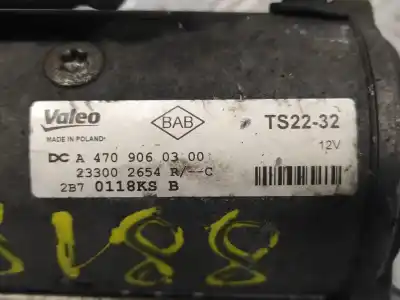 Valeo
MADE IN POLAND
BAB
TS22-32
12V
DC A 470 906 03 00
23300 2654 R/--C
2B7 0118KS B